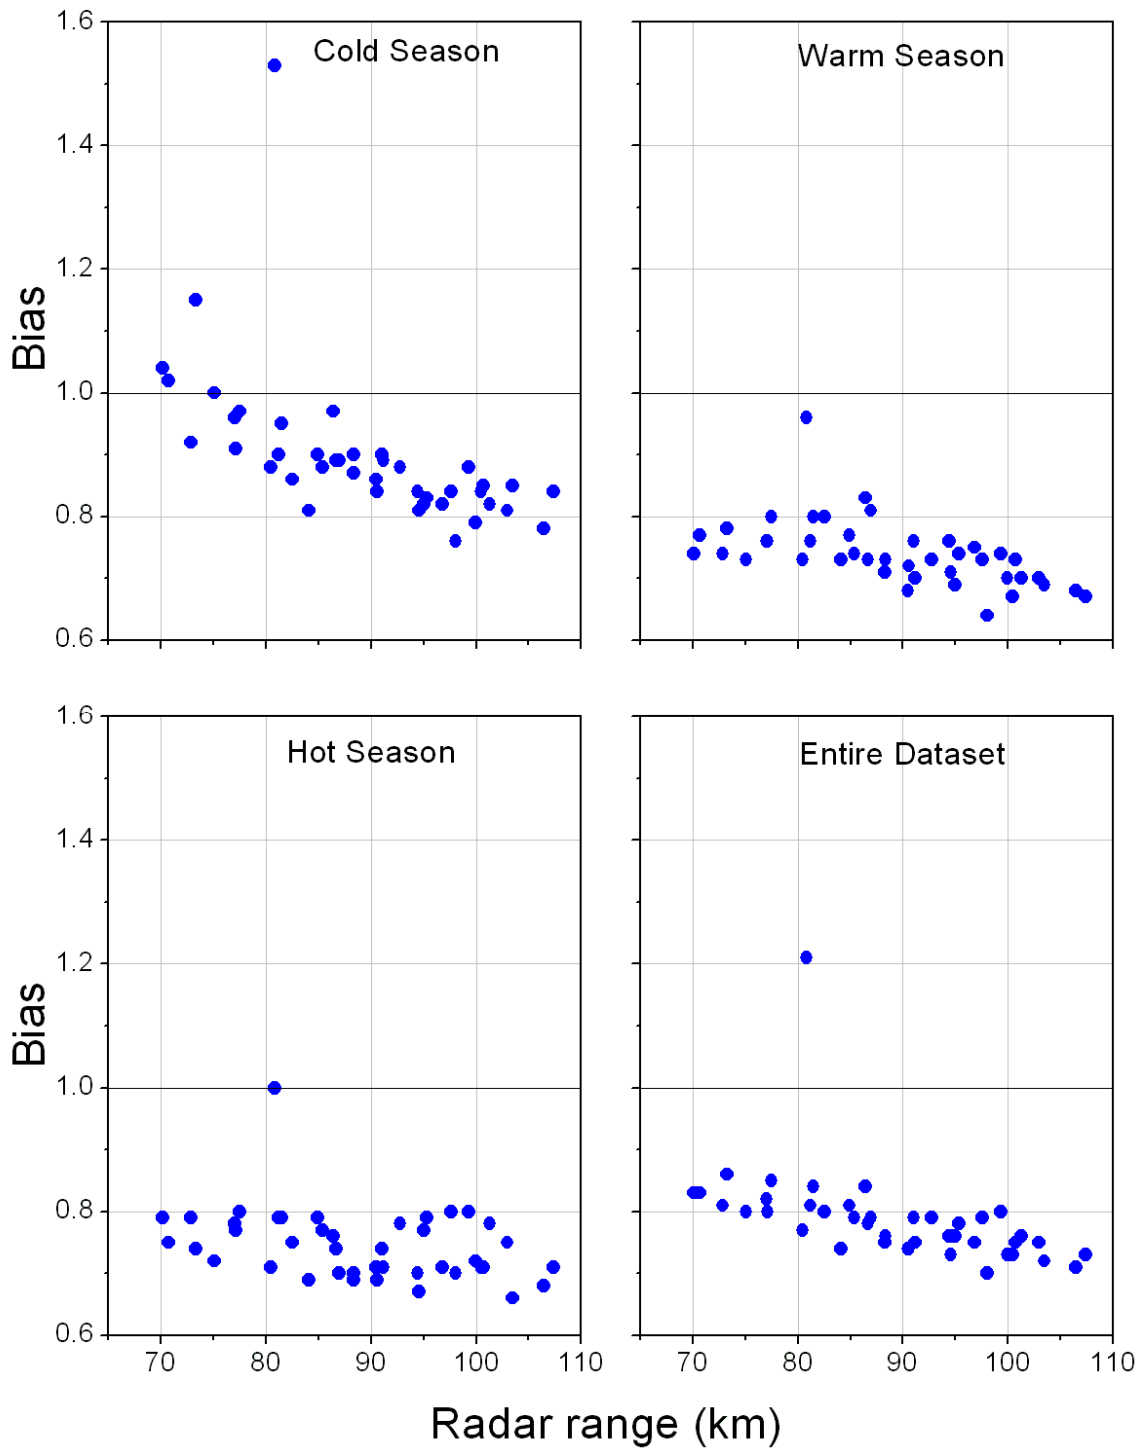 1.6
1.4
1.2
1.0
0.8
0.6
Bias
Cold Season
Warm Season
1.6
1.4
1.2
1.0
0.8
0.6
Bias
Hot Season
Entire Dataset
70 80 90 100 110
70 80 90 100 110
Radar range (km)